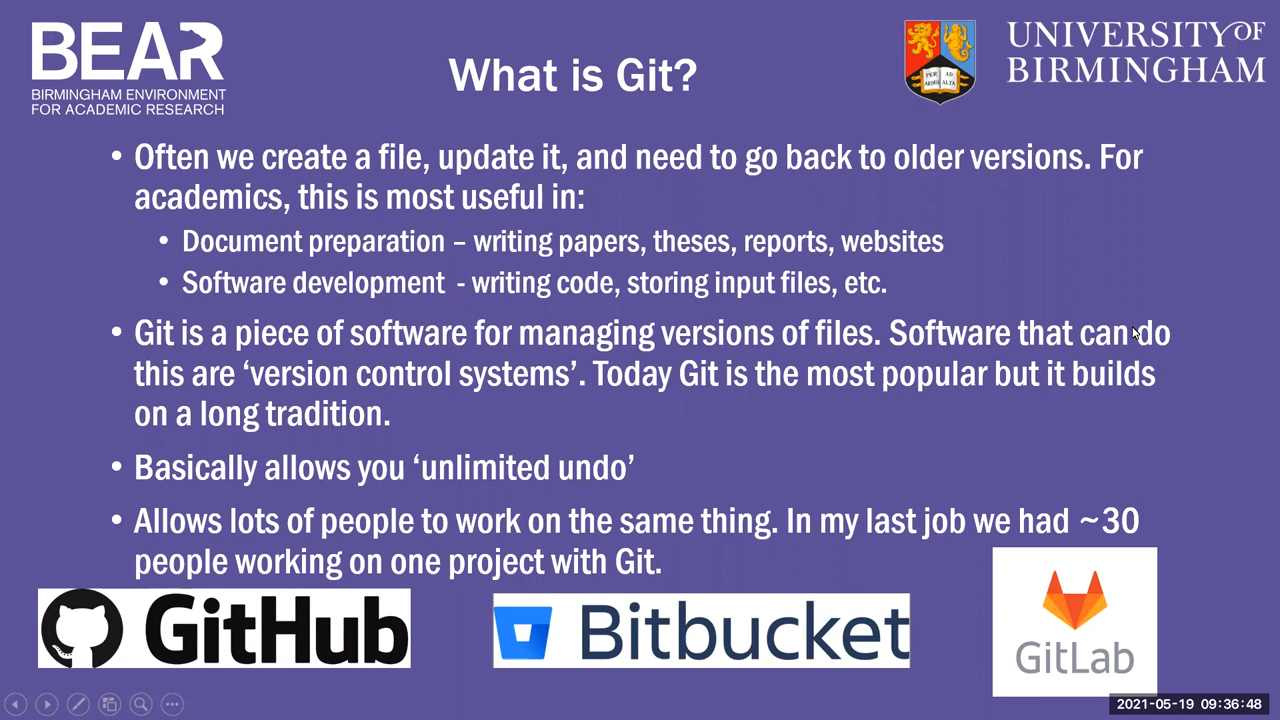 BEAR
BIRMINGHAM ENVIRONMENT
FOR ACADEMIC RESEARCH
What is Git?
PER AD
ARDUA ALTA
UNIVERSITY OF
BIRMINGHAM
• Often we create a file, update it, and need to go back to older versions. For
academics, this is most useful in:
• Document preparation – writing papers, theses, reports, websites
• Software development - writing code, storing input files, etc.
• Git is a piece of software for managing versions of files. Software that can do
this are ‘version control systems’. Today Git is the most popular but it builds
on a long tradition.
• Basically allows you ‘unlimited undo’
• Allows lots of people to work on the same thing. In my last job we had ~30
people working on one project with Git.
GitHub
Bitbucket
GitLab
2021-05-19 09:36:48